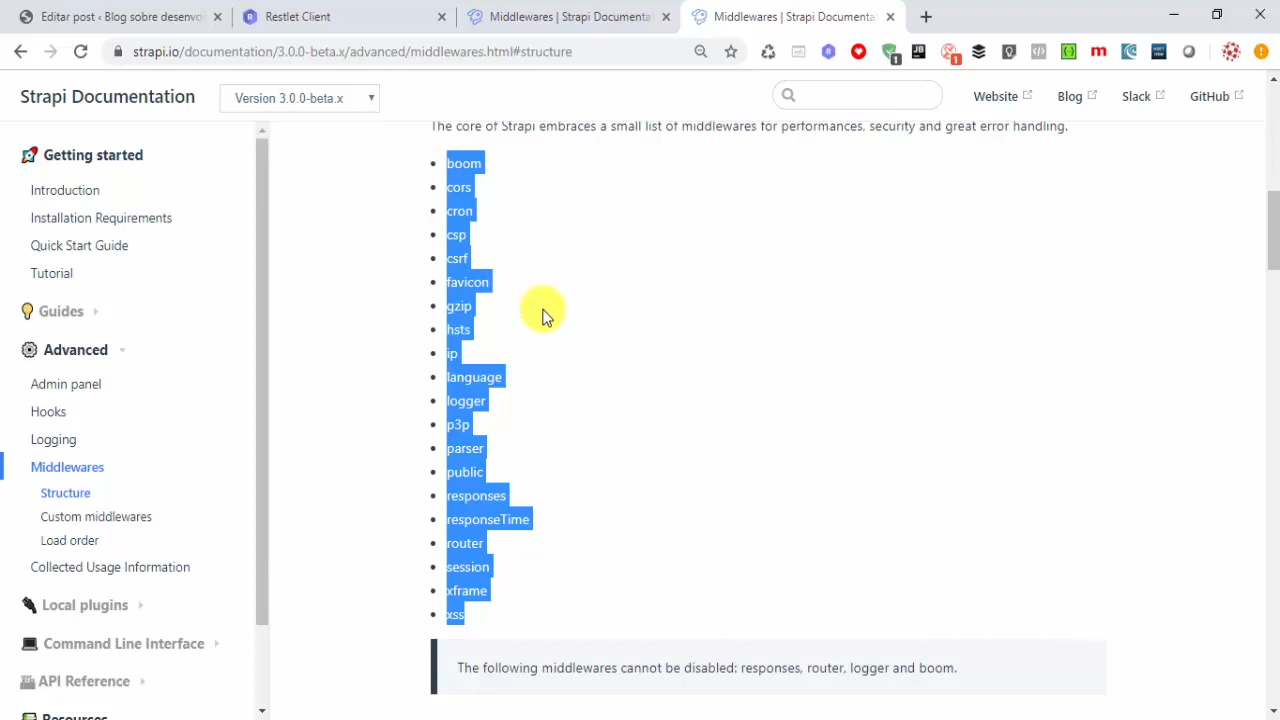 Editar post ‹ Blog sobre desenvo
Restlet Client
Middlewares | Strapi Documenta
Middlewares | Strapi Documenta
strapi.io/documentation/3.0.0-beta.x/advanced/middlewares.html#structure
Strapi Documentation
Version 3.0.0-beta.x
Website
Blog
Slack
GitHub
Getting started
Introduction
Installation Requirements
Quick Start Guide
Tutorial
Guides
Advanced
Admin panel
Hooks
Logging
Middlewares
Structure
Custom middlewares
Load order
Collected Usage Information
Local plugins
Command Line Interface
API Reference
Resources
The core of Strapi embraces a small list of middlewares for performances, security and great error handling.
boom
cors
cron
csp
csrf
favicon
gzip
hsts
ip
language
logger
p3p
parser
public
responses
responseTime
router
session
xframe
xss
The following middlewares cannot be disabled: responses, router, logger and boom.